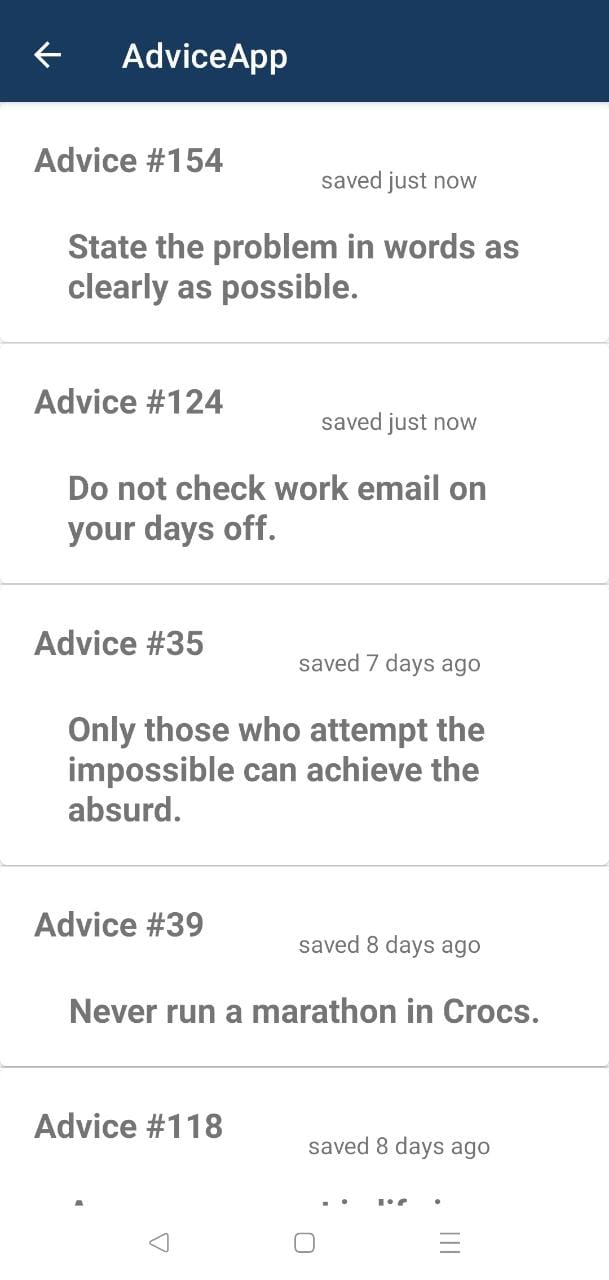 AdviceApp
Advice #154
saved just now
State the problem in words as
clearly as possible.
Advice #124
saved just now
Do not check work email on
your days off.
Advice #35
saved 7 days ago
Only those who attempt the
impossible can achieve the
absurd.
Advice #39
saved 8 days ago
Never run a marathon in Crocs.
Advice #118
saved 8 days ago